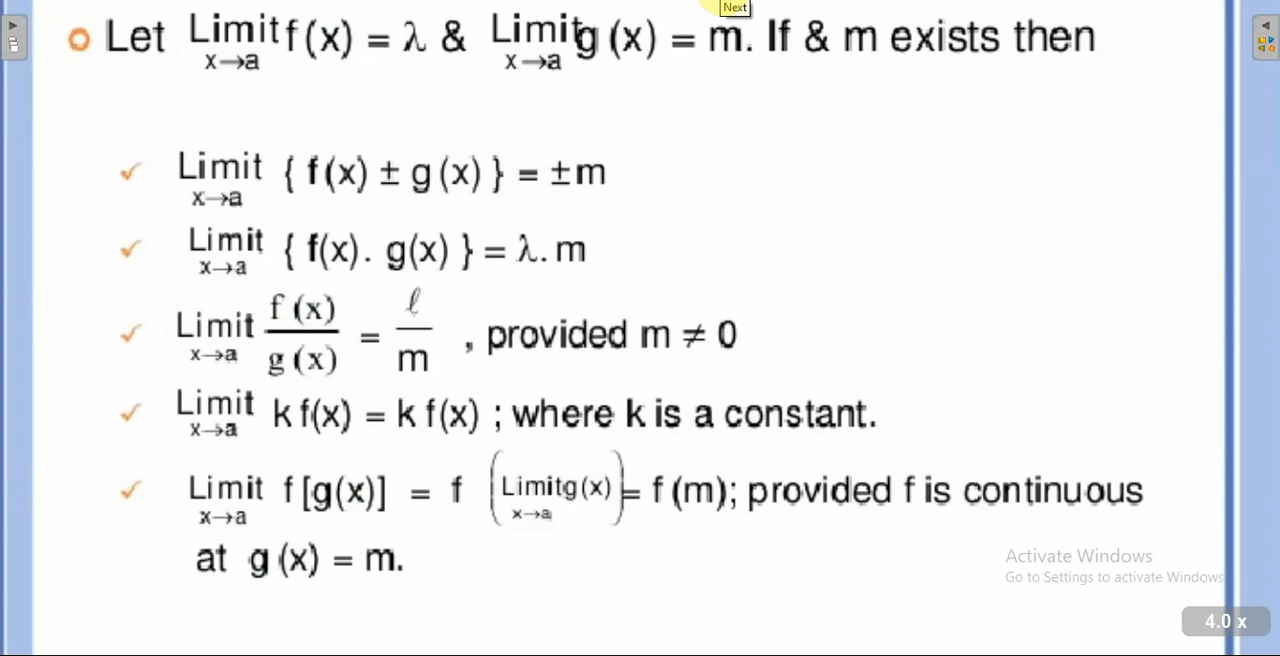 Next
Let Limit x→a f(x) = λ & Limit x→a g (x) = m. If & m exists then
Limit x→a { f(x) ± g(x) } = ±m
Limit x→a { f(x). g(x) } = λ. m
Limit x→a f (x) / g (x) = ℓ / m , provided m ≠ 0
Limit x→a k f(x) = k f(x) ; where k is a constant.
Limit x→a f [g(x)] = f (Limit x→a g(x)) = f (m); provided f is continuous
at g (x) = m.
Activate Windows
Go to Settings to activate Windows
4.0 x